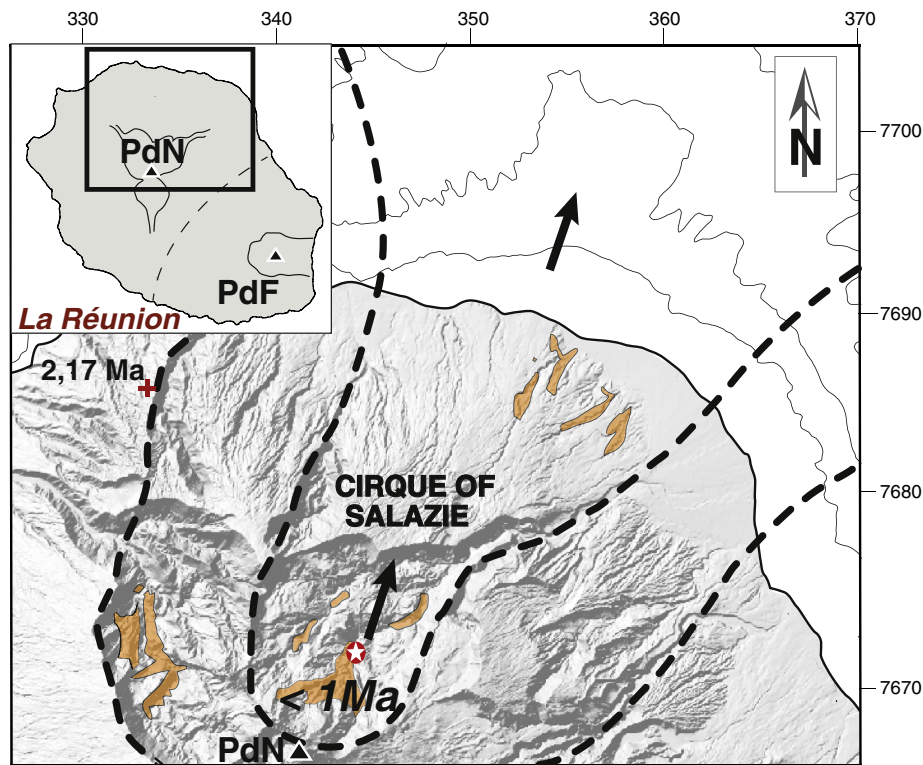 330 340 350 360 370
7700
N
PdN
PdF
7690
La Réunion
2,17 Ma
CIRQUE OF
SALAZIE
7680
< 1Ma
7670
PdN